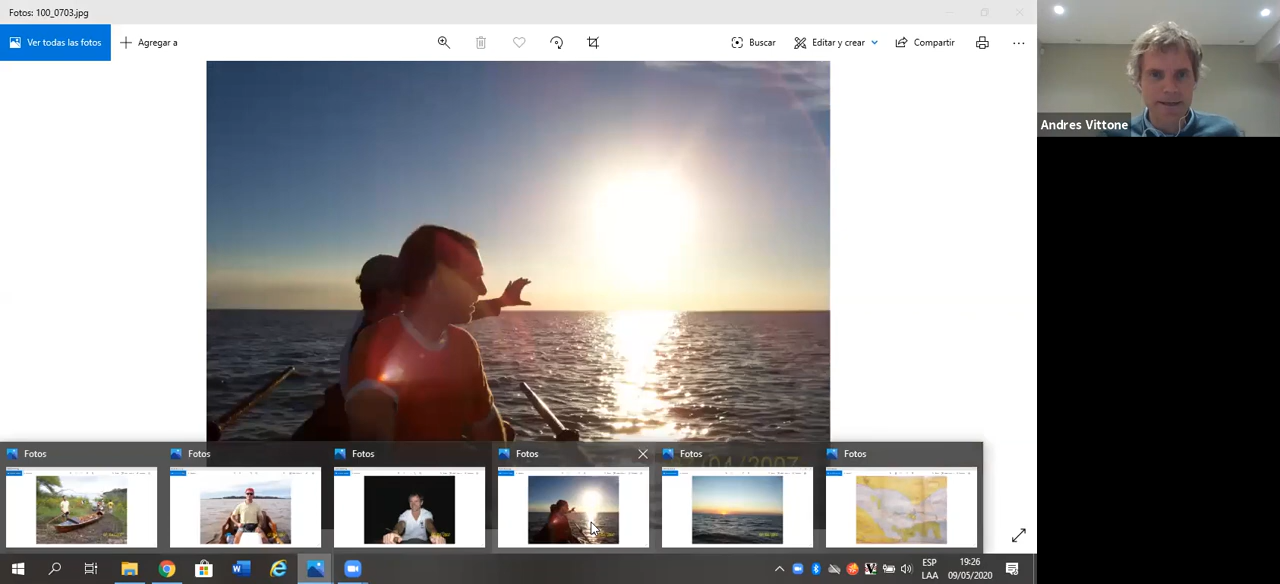 Fotos: 100_0703.jpg
Ver todas las fotos
Agregar a
Buscar
Editar y crear
Compartir
Andres Vittone
Fotos
Fotos
Fotos
Fotos
Fotos
Fotos
ESP
LAA
19:26
09/05/2020